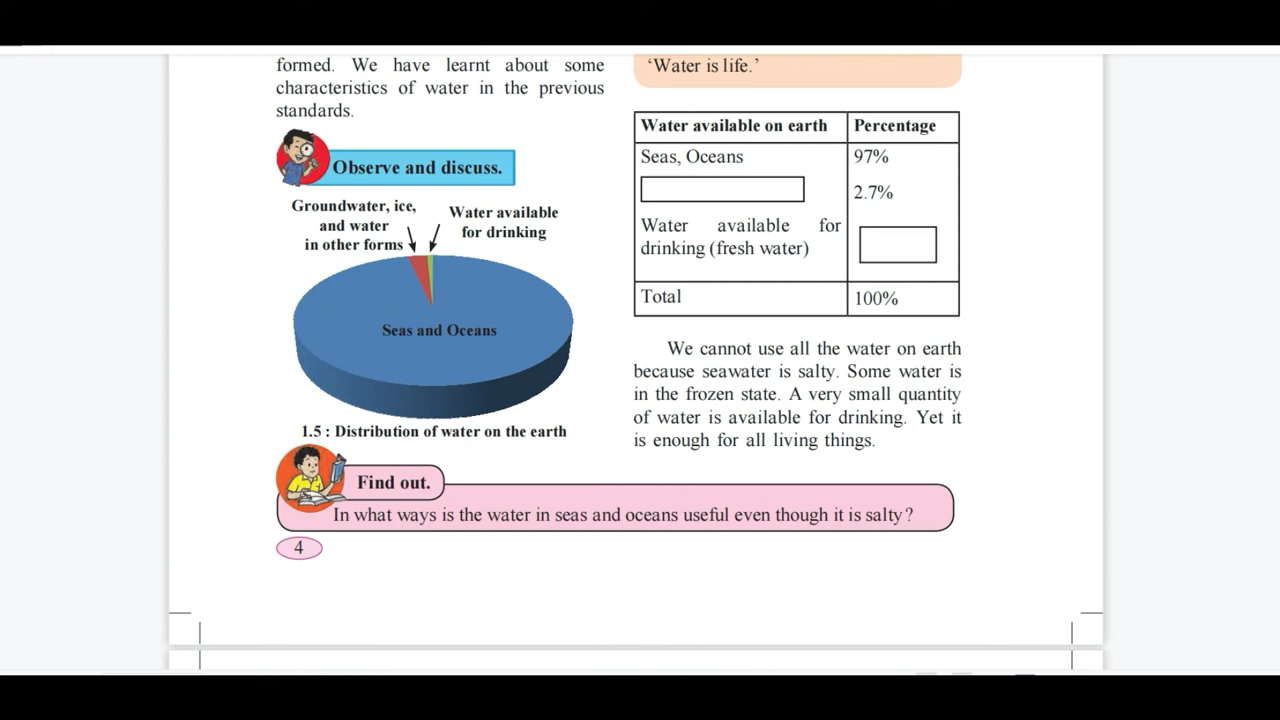 formed. We have learnt about some
characteristics of water in the previous
standards.
Observe and discuss.
Groundwater, ice,
and water
in other forms
Water available
for drinking
Seas and Oceans
1.5 : Distribution of water on the earth
‘Water is life.’
Water available on earth Percentage
Seas, Oceans 97%
2.7%
Water available for
drinking (fresh water)
Total 100%
We cannot use all the water on earth
because seawater is salty. Some water is
in the frozen state. A very small quantity
of water is available for drinking. Yet it
is enough for all living things.
Find out.
In what ways is the water in seas and oceans useful even though it is salty?
4